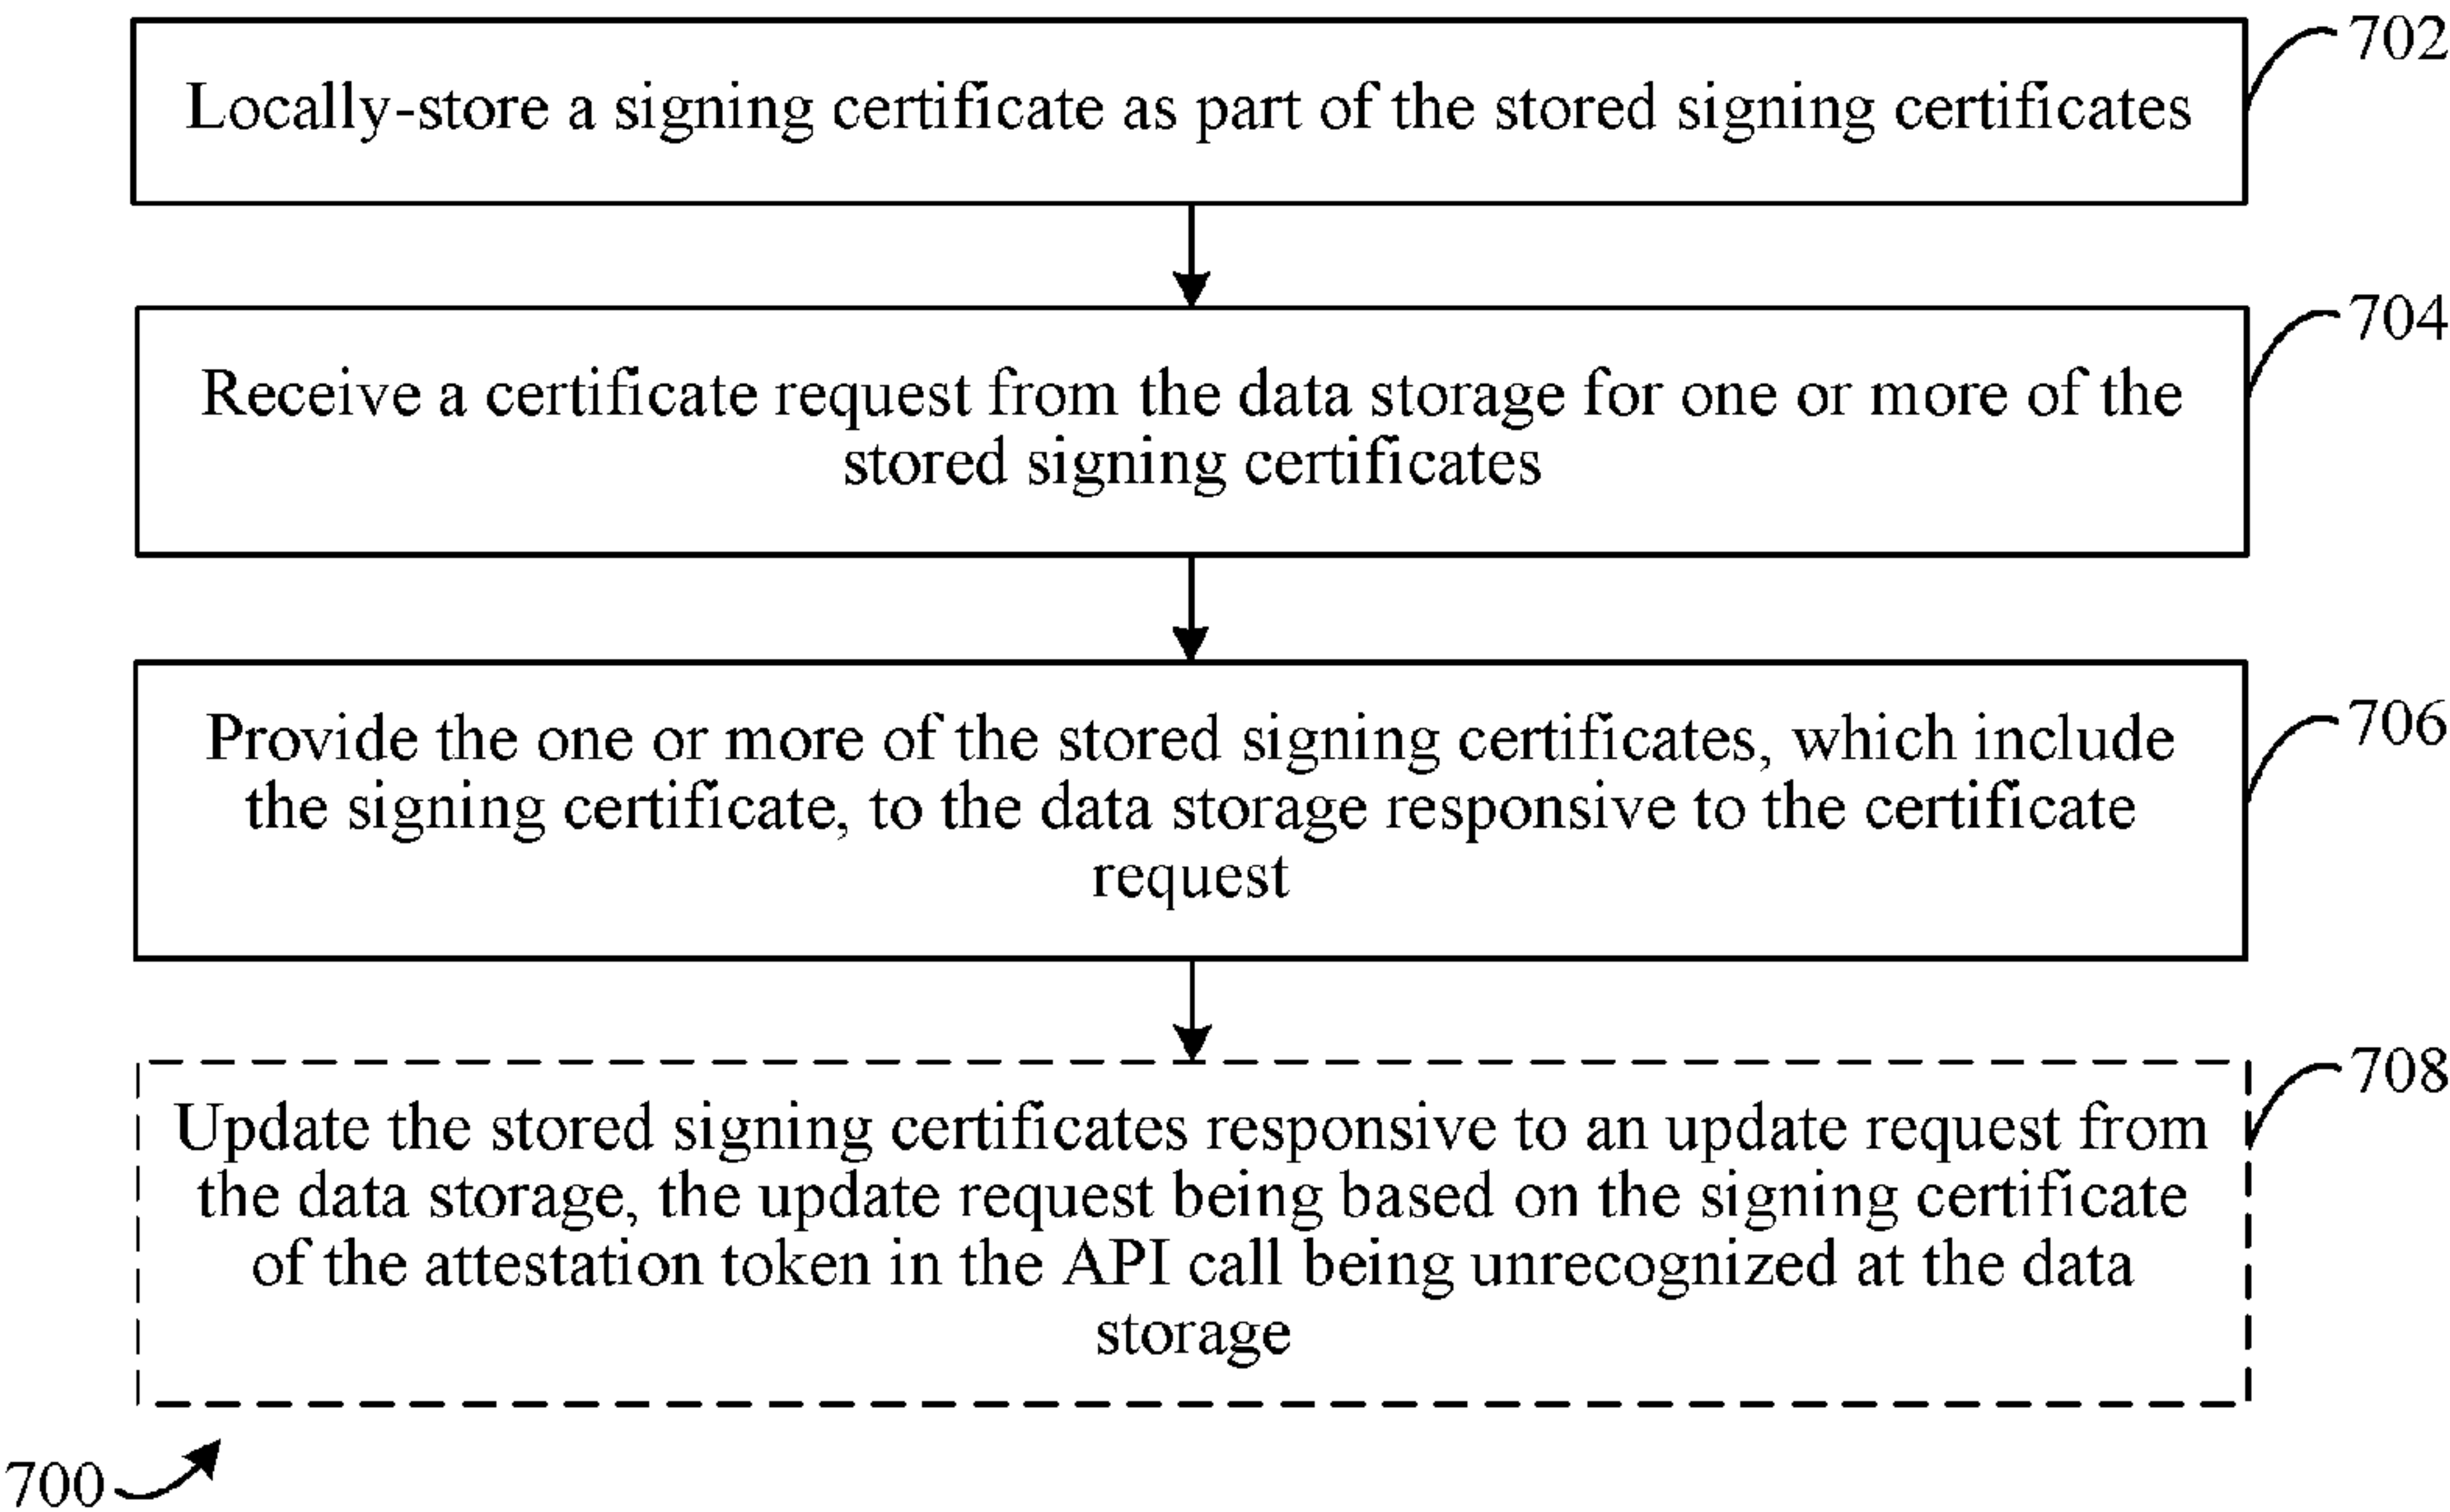 702
Locally-store a signing certificate as part of the stored signing certificates
704
Receive a certificate request from the data storage for one or more of the
stored signing certificates
706
Provide the one or more of the stored signing certificates, which include
the signing certificate, to the data storage responsive to the certificate
request
708
Update the stored signing certificates responsive to an update request from
the data storage, the update request being based on the signing certificate
of the attestation token in the API call being unrecognized at the data
storage
700